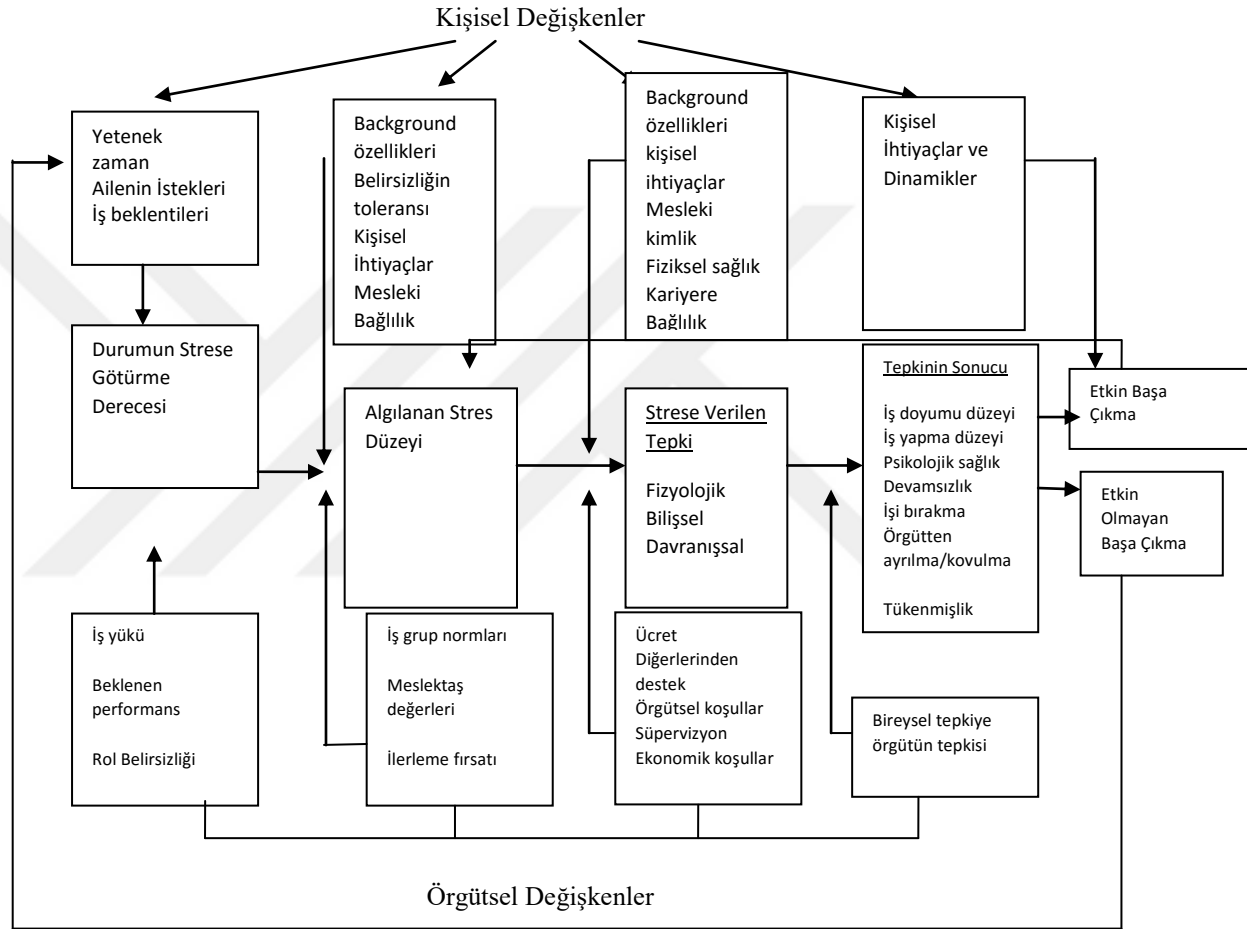 Kişisel Değişkenler
Yetenek
zaman
Ailenin İstekleri
İş beklentileri
Background
özellikleri
Belirsizliğin
toleransı
Kişisel
İhtiyaçlar
Mesleki
Bağlılık
Background
özellikleri
kişisel
ihtiyaçlar
Mesleki
kimlik
Fiziksel sağlık
Kariyere
Bağlılık
Kişisel
İhtiyaçlar ve
Dinamikler
Durumun Strese
Götürme
Derecesi
Algılanan Stres
Düzeyi
Strese Verilen
Tepki
Fizyolojik
Bilişsel
Davranışsal
Tepkinin Sonucu
İş doyumu düzeyi
İş yapma düzeyi
Psikolojik sağlık
Devamsızlık
İşi bırakma
Örgütten
ayrılma/kovulma
Tükenmişlik
Etkin Başa
Çıkma
Etkin
Olmayan
Başa Çıkma
İş yükü
Beklenen
performans
Rol Belirsizliği
İş grup normları
Meslektaş
değerleri
İlerleme fırsatı
Ücret
Diğerlerinden
destek
Örgütsel koşullar
Süpervizyon
Ekonomik koşullar
Bireysel tepkiye
örgütün tepkisi
Örgütsel Değişkenler